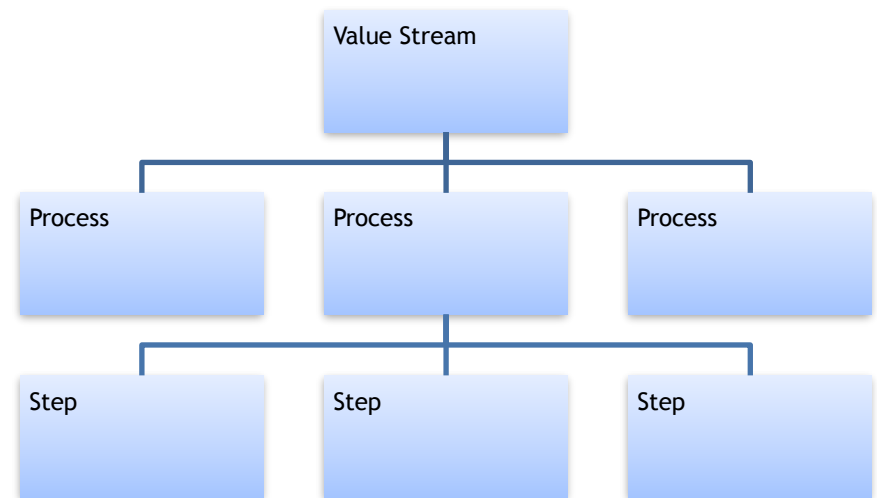 Value Stream
Process
Process
Process
Step
Step
Step